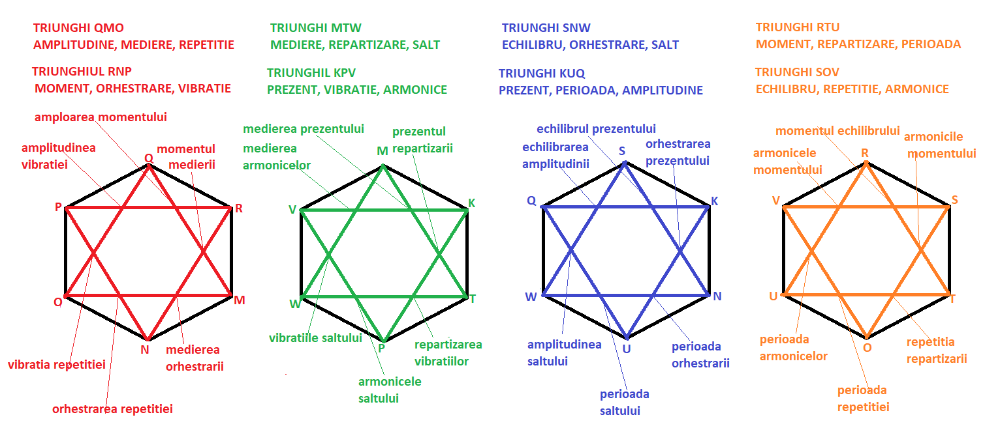 TRIUNGHI QMO
AMPLITUDINE, MEDIERE, REPETITIE
TRIUNGHIUL RNP
MOMENT, ORHESTRARE, VIBRATIE
amploarea momentului
amplitudinea
vibratiei
momentul
medierii
Q
P
R
O
M
N
vibratia repetitiei
medierea
orhestrarii
orhestrarea repetitiei
TRIUNGHI MTW
MEDIERE, REPARTIZARE, SALT
TRIUNGHIL KPV
PREZENT, VIBRATIE, ARMONICE
medierea prezentului
prezentul
repartizarii
medierea
armonicelor
M
V
K
W
T
P
vibratiile saltului
repartizarea
vibratiilor
armonicele
saltului
TRIUNGHI SNW
ECHILIBRU, ORHESTRARE, SALT
TRIUNGHI KUQ
PREZENT, PERIOADA, AMPLITUDINE
echilibrul prezentului
echilibrarea
amplitudinii
orhestrarea
prezentului
S
Q
K
W
N
U
amplitudinea
saltului
perioada
orhestrarii
perioada
saltului
TRIUNGHI RTU
MOMENT, REPARTIZARE, PERIOADA
TRIUNGHI SOV
ECHILIBRU, REPETITIE, ARMONICE
momentul echilibrului
armonicile
momentului
armonicele
momentului
R
V
S
U
T
O
perioada
armonicelor
repetitia
repartizarii
perioada
repetitiei